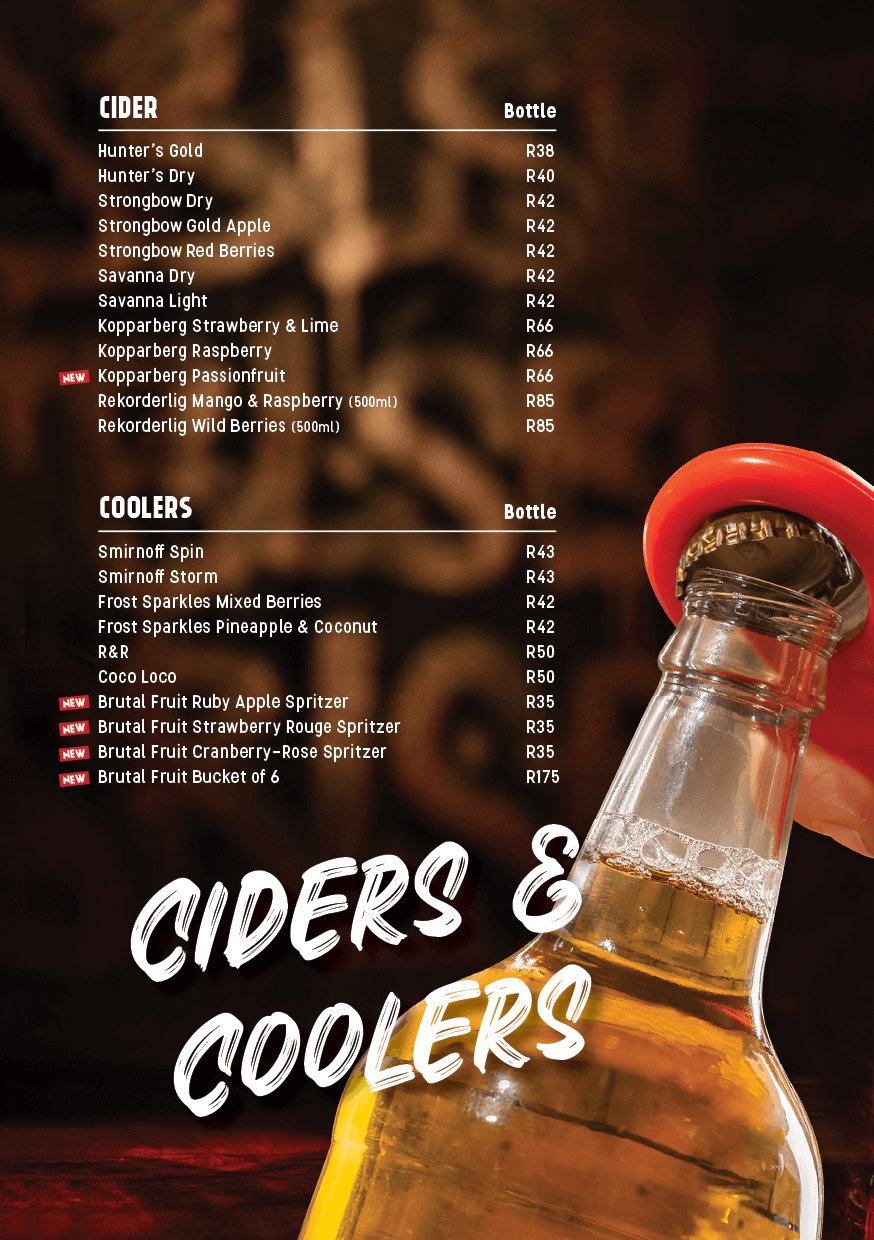 CIDER Bottle
Hunter's Gold R38
Hunter's Dry R40
Strongbow Dry R42
Strongbow Gold Apple R42
Strongbow Red Berries R42
Savanna Dry R42
Savanna Light R42
Kopparberg Strawberry & Lime R66
Kopparberg Raspberry R66
NEW Kopparberg Passionfruit R66
Rekorderlig Mango & Raspberry (500ml) R85
Rekorderlig Wild Berries (500ml) R85
COOLERS Bottle
Smirnoff Spin R43
Smirnoff Storm R43
Frost Sparkles Mixed Berries R42
Frost Sparkles Pineapple & Coconut R42
R&R R50
Coco Loco R50
NEW Brutal Fruit Ruby Apple Spritzer R35
NEW Brutal Fruit Strawberry Rouge Spritzer R35
NEW Brutal Fruit Cranberry-Rose Spritzer R35
NEW Brutal Fruit Bucket of 6 R175
CIDERS &
COOLERS